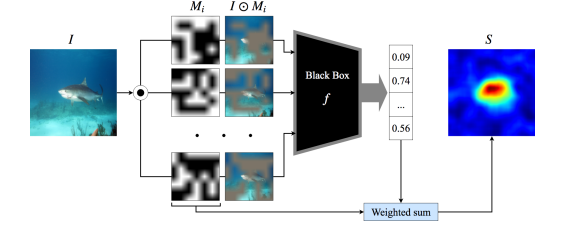 I
M_i
I ⊙ M_i
Black Box
f
0.09
0.74
...
0.56
S
. . .
Weighted sum